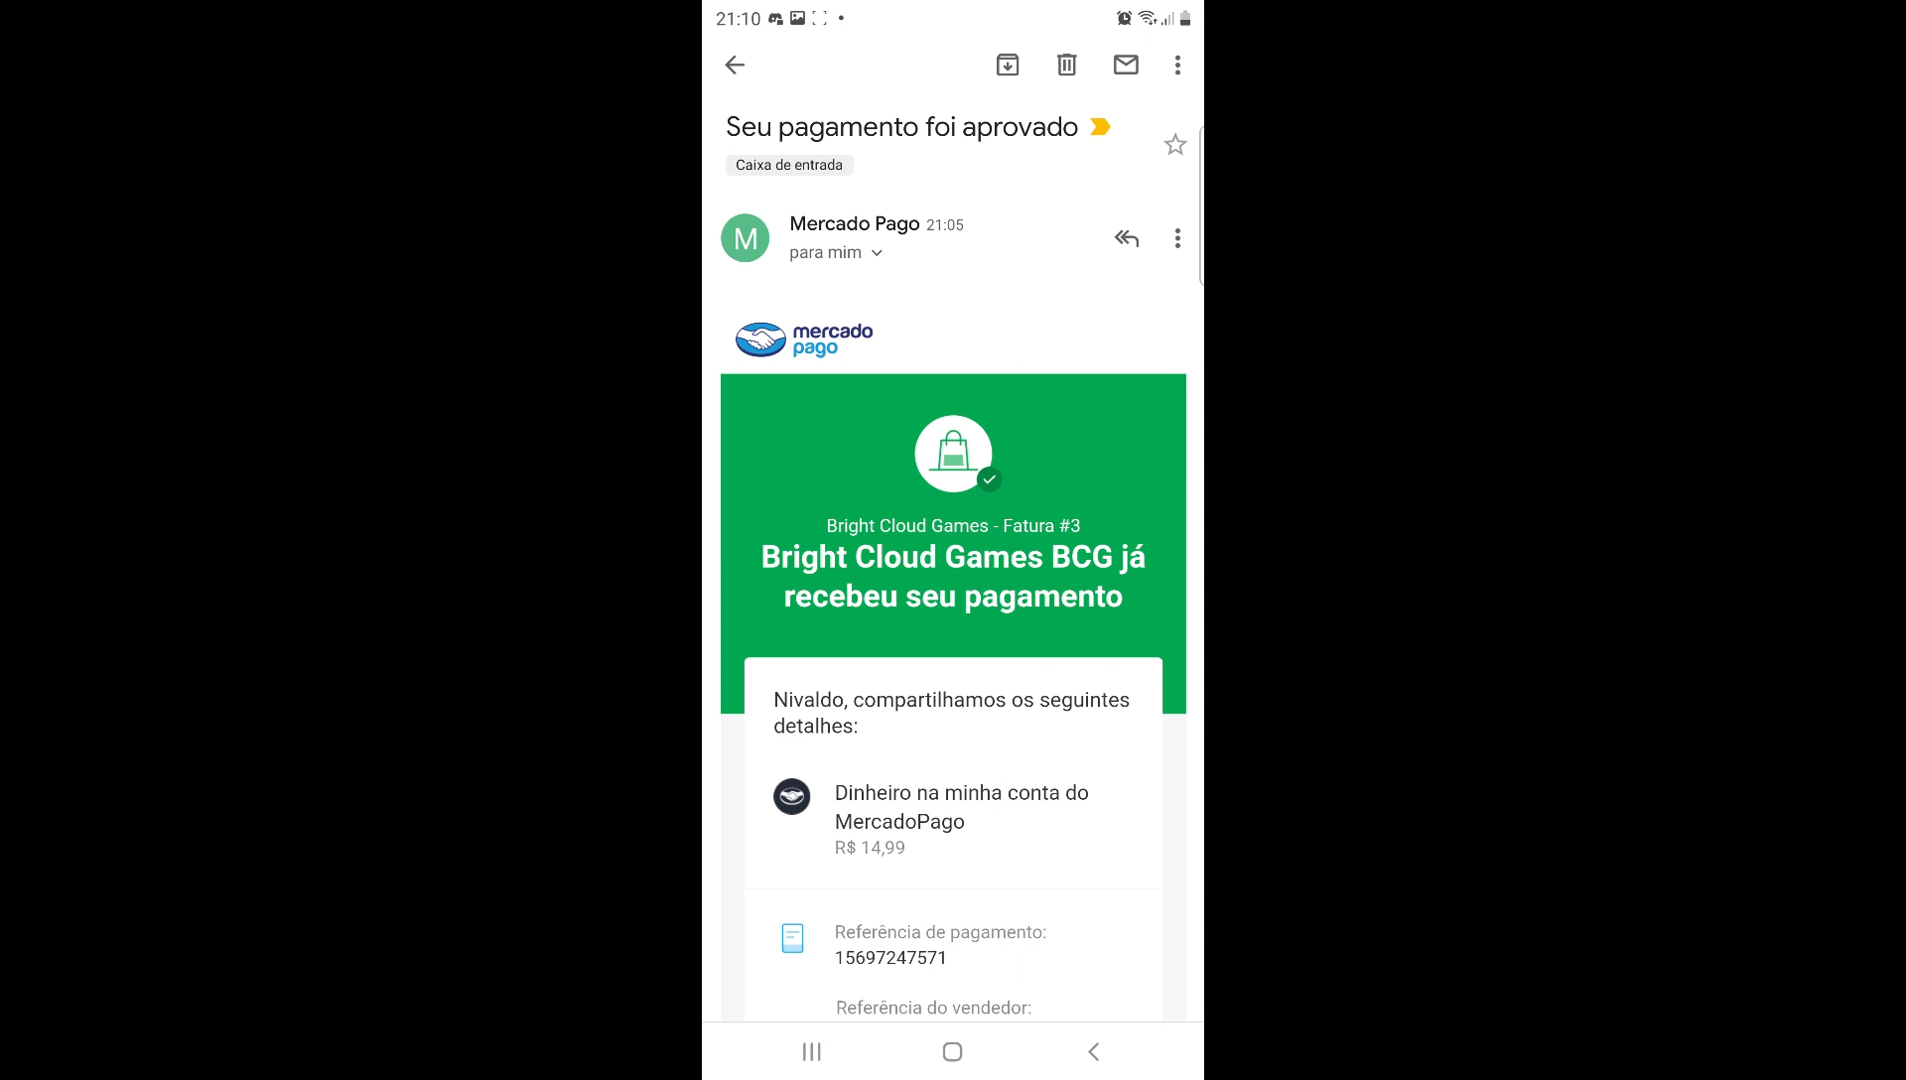 21:10
Seu pagamento foi aprovado
Caixa de entrada
M
Mercado Pago 21:05
para mim
mercado
pago
Bright Cloud Games - Fatura #3
Bright Cloud Games BCG já
recebeu seu pagamento
Nivaldo, compartilhamos os seguintes
detalhes:
Dinheiro na minha conta do
MercadoPago
R$ 14,99
Referência de pagamento:
15697247571
Referência do vendedor: